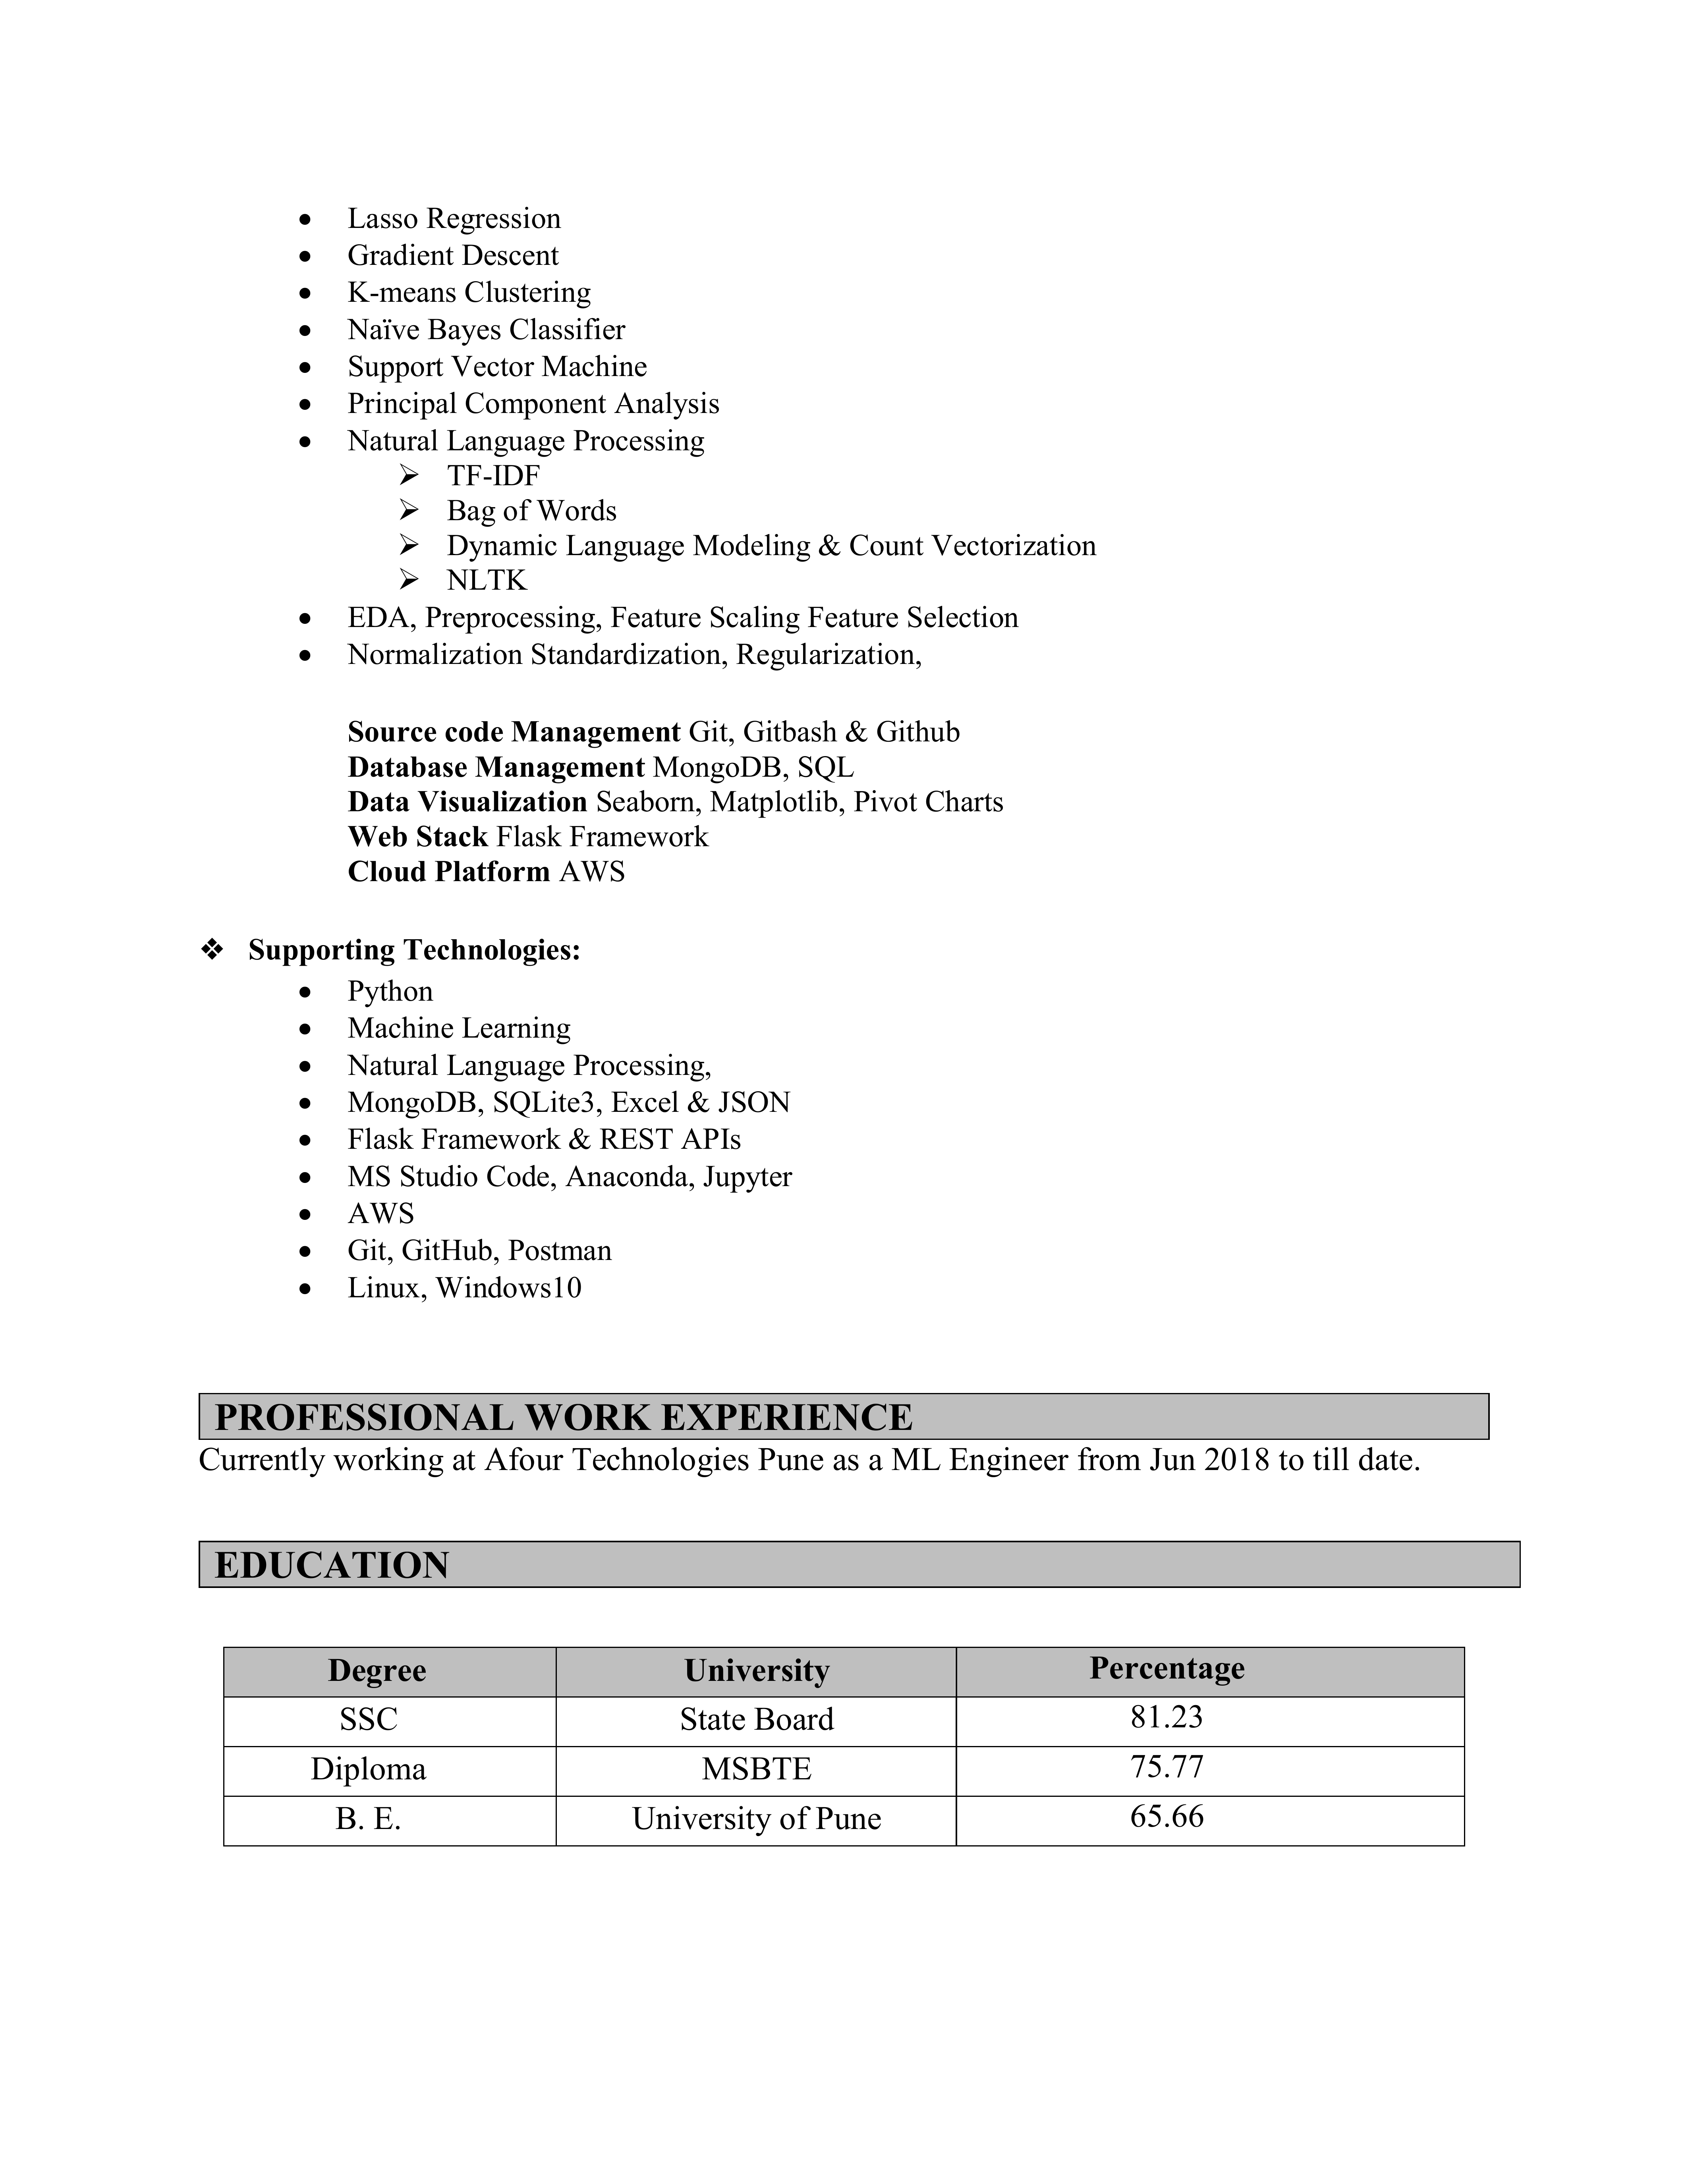 • Lasso Regression
• Gradient Descent
• K-means Clustering
• Naïve Bayes Classifier
• Support Vector Machine
• Principal Component Analysis
• Natural Language Processing
➢ TF-IDF
➢ Bag of Words
➢ Dynamic Language Modeling & Count Vectorization
➢ NLTK
• EDA, Preprocessing, Feature Scaling Feature Selection
• Normalization Standardization, Regularization,
Source code Management Git, Gitbash & Github
Database Management MongoDB, SQL
Data Visualization Seaborn, Matplotlib, Pivot Charts
Web Stack Flask Framework
Cloud Platform AWS
❖ Supporting Technologies:
• Python
• Machine Learning
• Natural Language Processing,
• MongoDB, SQLite3, Excel & JSON
• Flask Framework & REST APIs
• MS Studio Code, Anaconda, Jupyter
• AWS
• Git, GitHub, Postman
• Linux, Windows10
PROFESSIONAL WORK EXPERIENCE
Currently working at Afour Technologies Pune as a ML Engineer from Jun 2018 to till date.
EDUCATION
Degree University Percentage
SSC State Board 81.23
Diploma MSBTE 75.77
B. E. University of Pune 65.66